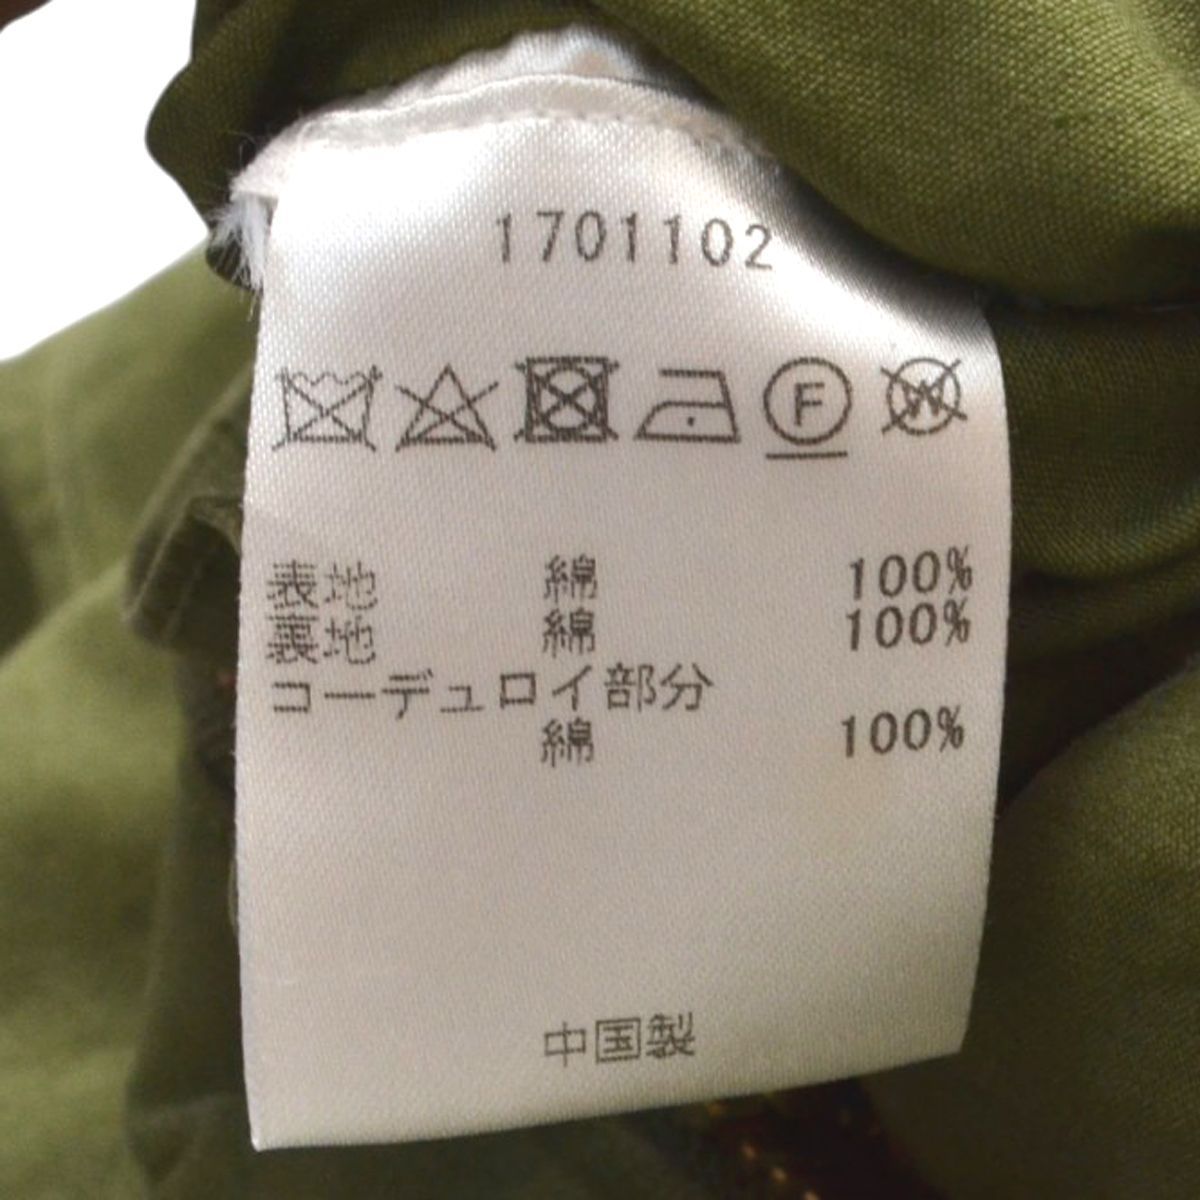 1701102
F W
表地 綿 100%
裏地 綿 100%
コーデュロイ部分
綿 100%
中国製